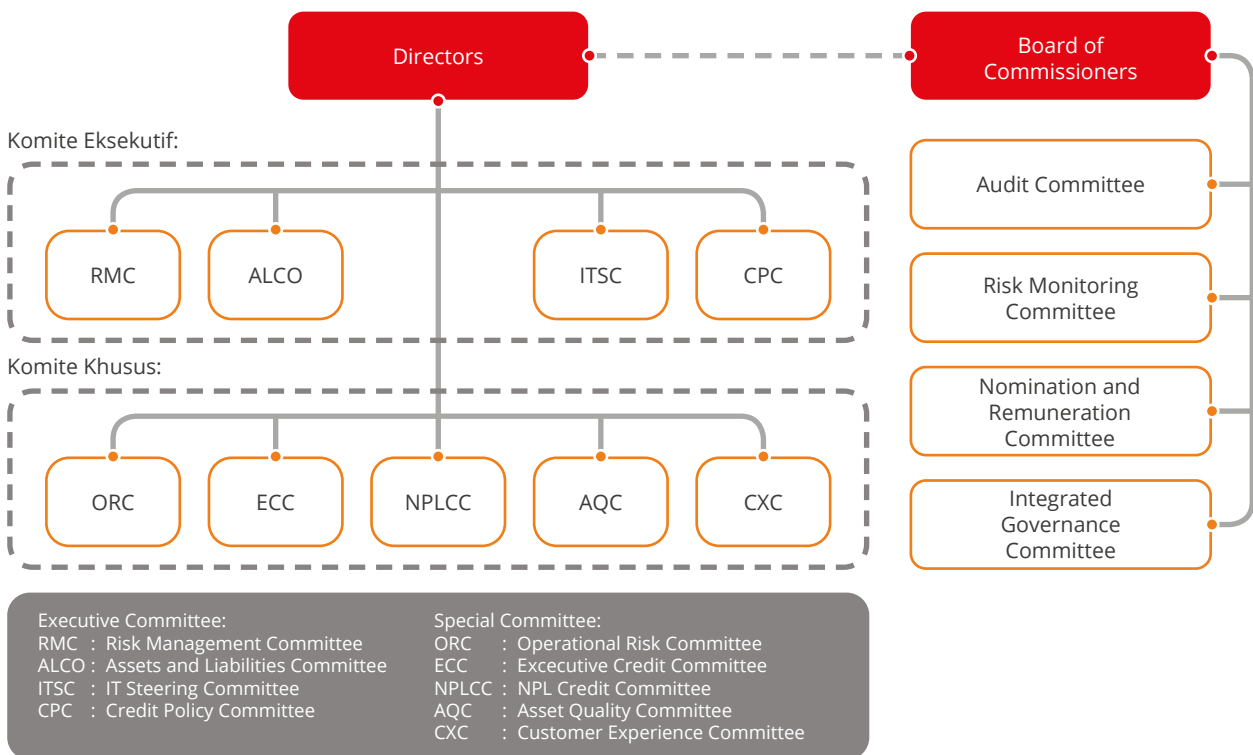 Directors
Board of
Commissioners
Komite Eksekutif:
RMC
ALCO
ITSC
CPC
Komite Khusus:
ORC
ECC
NPLCC
AQC
CXC
Audit Committee
Risk Monitoring
Committee
Nomination and
Remuneration
Committee
Integrated
Governance
Committee
Executive Committee:
RMC : Risk Management Committee
ALCO : Assets and Liabilities Committee
ITSC : IT Steering Committee
CPC : Credit Policy Committee
Special Committee:
ORC : Operational Risk Committee
ECC : Excecutive Credit Committee
NPLCC : NPL Credit Committee
AQC : Asset Quality Committee
CXC : Customer Experience Committee